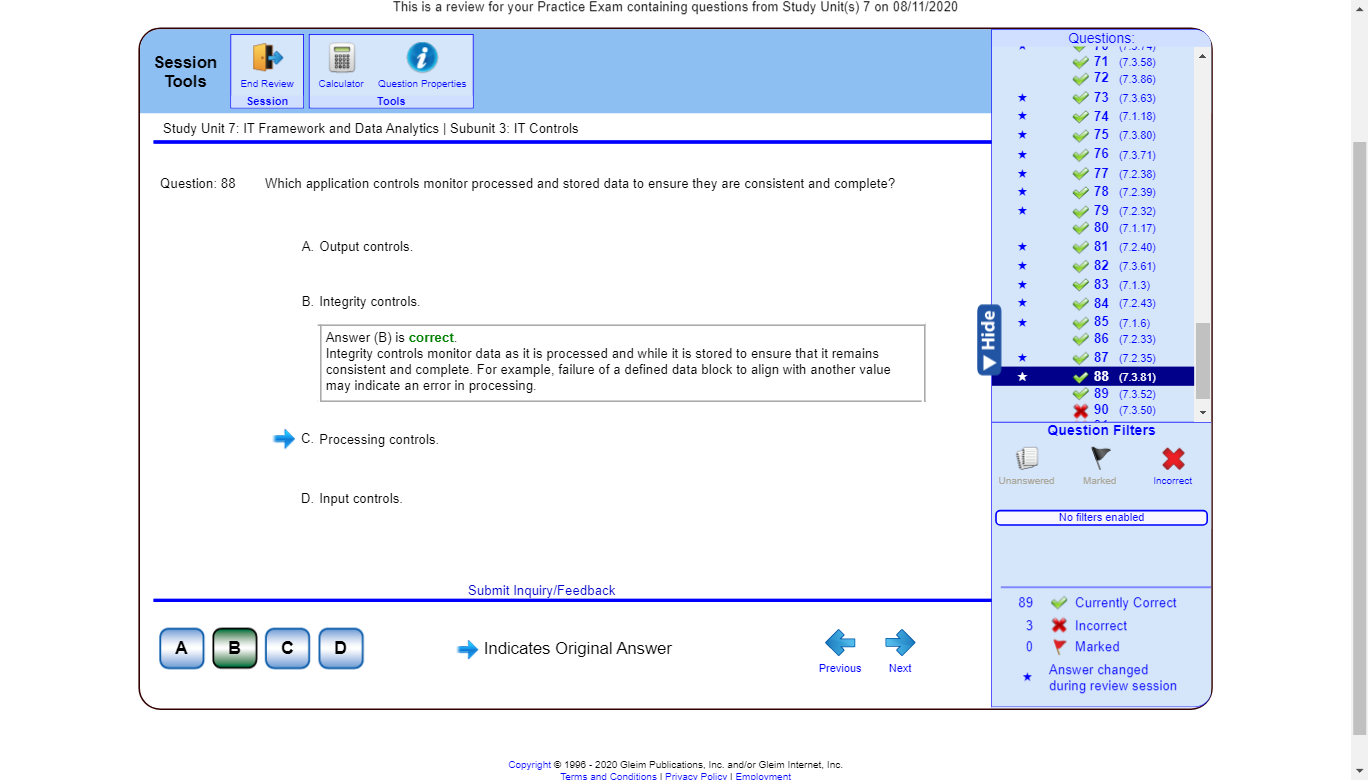 This is a review for your Practice Exam containing questions from Study Unit(s) 7 on 08/11/2020
Session
Tools
End Review
Session
Calculator
Question Properties
Tools
Study Unit 7: IT Framework and Data Analytics | Subunit 3: IT Controls
Question: 88 Which application controls monitor processed and stored data to ensure they are consistent and complete?
A. Output controls.
B. Integrity controls.
Answer (B) is correct.
Integrity controls monitor data as it is processed and while it is stored to ensure that it remains
consistent and complete. For example, failure of a defined data block to align with another value
may indicate an error in processing.
C. Processing controls.
D. Input controls.
Submit Inquiry/Feedback
A B C D
Indicates Original Answer
Previous
Next
Questions:
71 (7.3.58)
72 (7.3.86)
73 (7.3.63)
74 (7.1.18)
75 (7.3.80)
76 (7.3.71)
77 (7.2.38)
78 (7.2.39)
79 (7.2.32)
80 (7.1.17)
81 (7.2.40)
82 (7.3.61)
83 (7.1.3)
84 (7.2.43)
85 (7.1.6)
86 (7.2.33)
87 (7.2.35)
88 (7.3.81)
89 (7.3.52)
90 (7.3.50)
Hide
Question Filters
Unanswered
Marked
Incorrect
No filters enabled
89 Currently Correct
3 Incorrect
0 Marked
Answer changed
during review session
Copyright © 1996 - 2020 Gleim Publications, Inc. and/or Gleim Internet, Inc.
Terms and Conditions | Privacy Policy | Employment